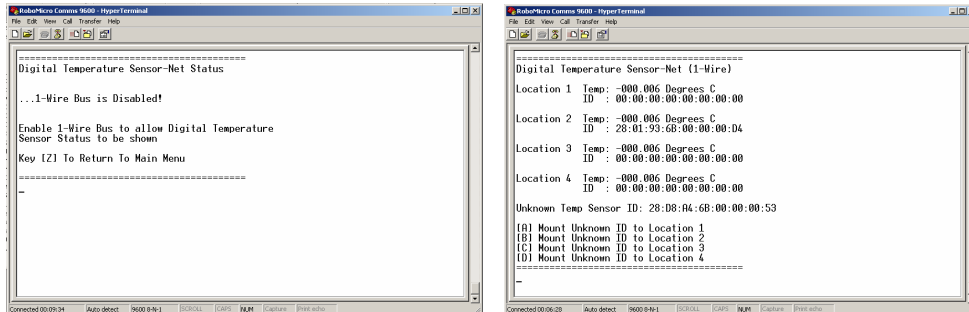 RoboMicro Comms 9600 - HyperTerminal
File Edit View Call Transfer Help
=========================================
Digital Temperature Sensor-Net Status
...1-Wire Bus is Disabled!
Enable 1-Wire Bus to allow Digital Temperature
Sensor Status to be shown
Key [Z] To Return To Main Menu
=========================================
Connected 00:09:34 Auto detect 9600 8-N-1 SCROLL CAPS NUM Capture Print echo
RoboMicro Comms 9600 - HyperTerminal
File Edit View Call Transfer Help
=========================================
Digital Temperature Sensor-Net (1-Wire)
Location 1 Temp: -000.006 Degrees C
ID : 00:00:00:00:00:00:00:00
Location 2 Temp: -000.006 Degrees C
ID : 28:01:93:6B:00:00:00:D4
Location 3 Temp: -000.006 Degrees C
ID : 00:00:00:00:00:00:00:00
Location 4 Temp: -000.006 Degrees C
ID : 00:00:00:00:00:00:00:00
Unknown Temp Sensor ID: 28:D8:A4:6B:00:00:00:53
[A] Mount Unknown ID to Location 1
[B] Mount Unknown ID to Location 2
[C] Mount Unknown ID to Location 3
[D] Mount Unknown ID to Location 4
=========================================
Connected 00:06:28 Auto detect 9600 8-N-1 SCROLL CAPS NUM Capture Print echo